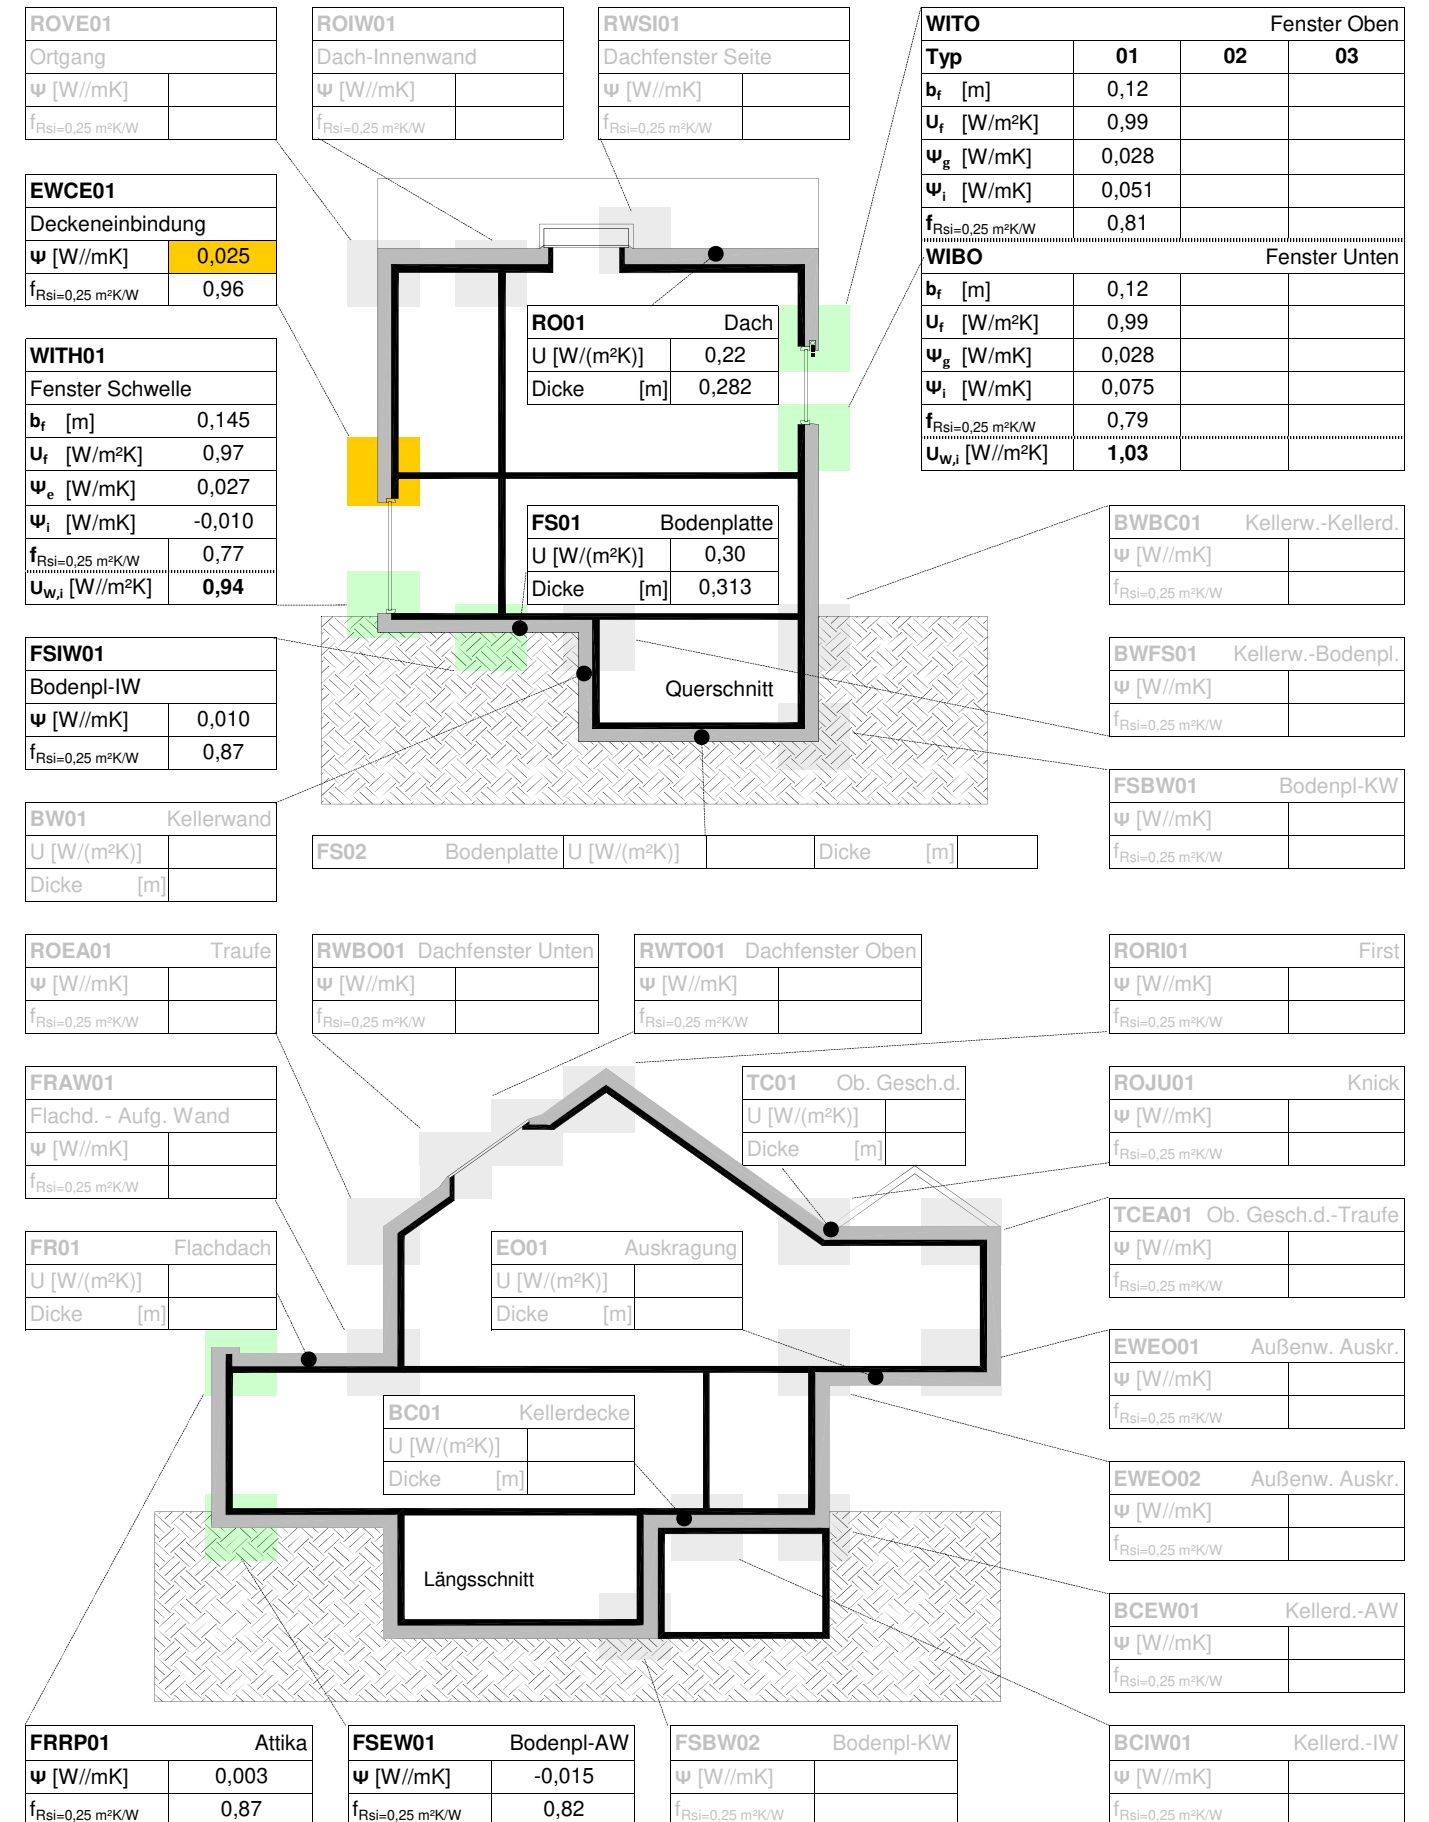 ROVE01
Ortgang
Ψ [W//mK]
fRsi=0,25 m²K/W
ROIW01
Dach-Innenwand
Ψ [W//mK]
fRsi=0,25 m²K/W
RWSI01
Dachfenster Seite
Ψ [W//mK]
fRsi=0,25 m²K/W
WITO Fenster Oben
Typ 01 02 03
bf [m] 0,12
Uf [W/m²K] 0,99
Ψg [W/mK] 0,028
Ψi [W/mK] 0,051
fRsi=0,25 m²K/W 0,81
WIBO Fenster Unten
bf [m] 0,12
Uf [W/m²K] 0,99
Ψg [W/mK] 0,028
Ψi [W/mK] 0,075
fRsi=0,25 m²K/W 0,79
UW,i [W//m²K] 1,03
EWCE01
Deckeneinbindung
Ψ [W//mK] 0,025
fRsi=0,25 m²K/W 0,96
RO01 Dach
U [W/(m²K)] 0,22
Dicke [m] 0,282
WITH01
Fenster Schwelle
bf [m] 0,145
Uf [W/m²K] 0,97
Ψe [W/mK] 0,027
Ψi [W/mK] -0,010
fRsi=0,25 m²K/W 0,77
UW,i [W//m²K] 0,94
FS01 Bodenplatte
U [W/(m²K)] 0,30
Dicke [m] 0,313
BWBC01 Kellerw.-Kellerd.
Ψ [W//mK]
fRsi=0,25 m²K/W
FSIW01
Bodenpl-IW
Ψ [W//mK] 0,010
fRsi=0,25 m²K/W 0,87
Querschnitt
BWFS01 Kellerw.-Bodenpl.
Ψ [W//mK]
fRsi=0,25 m²K/W
FSBW01 Bodenpl-KW
Ψ [W//mK]
fRsi=0,25 m²K/W
BW01 Kellerwand
U [W/(m²K)]
Dicke [m]
FS02 Bodenplatte U [W/(m²K)] Dicke [m]
ROEA01 Traufe
Ψ [W//mK]
fRsi=0,25 m²K/W
RWBO01 Dachfenster Unten
Ψ [W//mK]
fRsi=0,25 m²K/W
RWTO01 Dachfenster Oben
Ψ [W//mK]
fRsi=0,25 m²K/W
RORI01 First
Ψ [W//mK]
fRsi=0,25 m²K/W
FRAW01
Flachd. - Aufg. Wand
Ψ [W//mK]
fRsi=0,25 m²K/W
TC01 Ob. Gesch.d.
U [W/(m²K)]
Dicke [m]
ROJU01 Knick
Ψ [W//mK]
fRsi=0,25 m²K/W
TCEA01 Ob. Gesch.d.-Traufe
Ψ [W//mK]
fRsi=0,25 m²K/W
FR01 Flachdach
U [W/(m²K)]
Dicke [m]
EO01 Auskragung
U [W/(m²K)]
Dicke [m]
EWEO01 Außenw. Auskr.
Ψ [W//mK]
fRsi=0,25 m²K/W
BC01 Kellerdecke
U [W/(m²K)]
Dicke [m]
EWEO02 Außenw. Auskr.
Ψ [W//mK]
fRsi=0,25 m²K/W
Längsschnitt
BCEW01 Kellerd.-AW
Ψ [W//mK]
fRsi=0,25 m²K/W
FRRP01 Attika
Ψ [W//mK] 0,003
fRsi=0,25 m²K/W 0,87
FSEW01 Bodenpl-AW
Ψ [W//mK] -0,015
fRsi=0,25 m²K/W 0,82
FSBW02 Bodenpl-KW
Ψ [W//mK]
fRsi=0,25 m²K/W
BCIW01 Kellerd.-IW
Ψ [W//mK]
fRsi=0,25 m²K/W